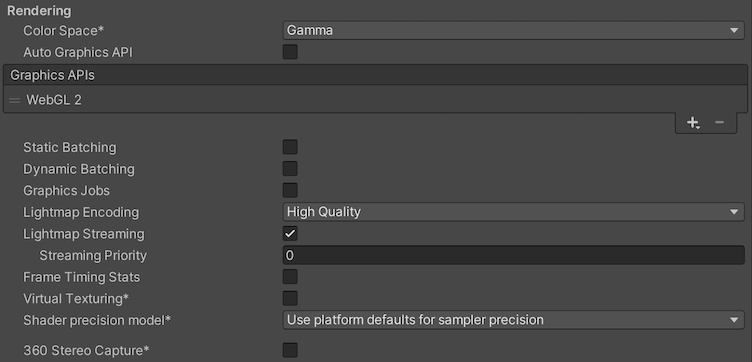 Rendering
Color Space* Gamma
Auto Graphics API
Graphics APIs
WebGL 2
Static Batching
Dynamic Batching
Graphics Jobs
Lightmap Encoding High Quality
Lightmap Streaming
Streaming Priority 0
Frame Timing Stats
Virtual Texturing*
Shader precision model* Use platform defaults for sampler precision
360 Stereo Capture*